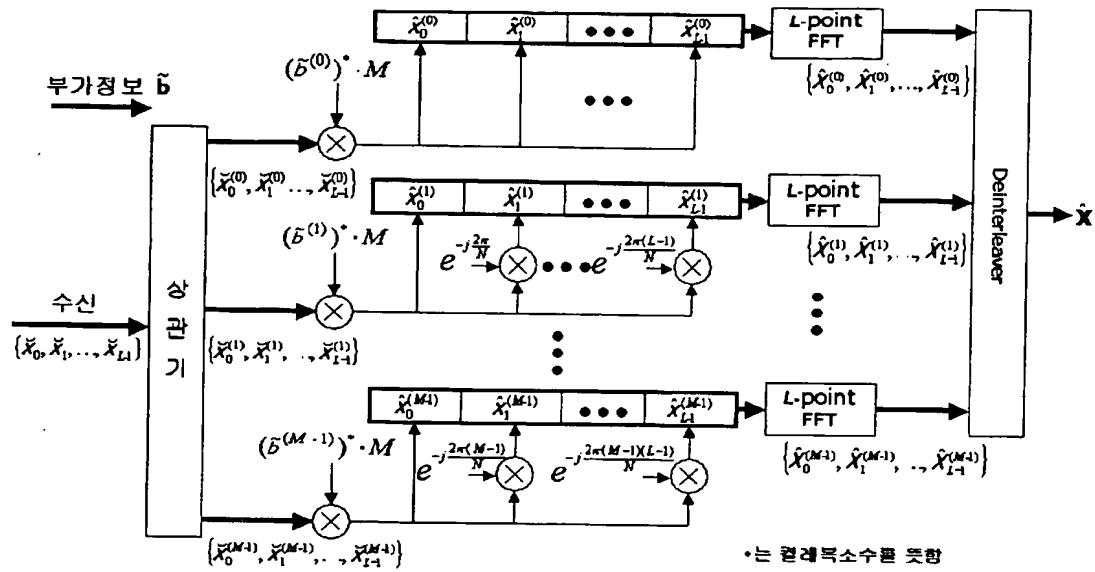 x̂₀⁽⁰⁾ x̂₁⁽⁰⁾ ●●● x̂_{L-1}⁽⁰⁾
L-point
FFT
{X̂₀⁽⁰⁾, X̂₁⁽⁰⁾, ..., X̂_{L-1}⁽⁰⁾}
(b̃⁽⁰⁾)* · M
부가정보 b̃
●●●
{x̆₀⁽⁰⁾, x̆₁⁽⁰⁾ ..., x̆_{L-1}⁽⁰⁾}
x̂₀⁽¹⁾ x̂₁⁽¹⁾ ●●● x̂_{L-1}⁽¹⁾
L-point
FFT
{X̂₀⁽¹⁾, X̂₁⁽¹⁾, ..., X̂_{L-1}⁽¹⁾}
(b̃⁽¹⁾)* · M
e^{-j2π/N} ●●● e^{-j2π(L-1)/N}
Deinterleaver
x̂
상관기
수신
{x̆₀, x̆₁, ..., x̆_{L-1}}
{x̆₀⁽¹⁾, x̆₁⁽¹⁾, .., x̆_{L-1}⁽¹⁾}
x̂₀⁽ᴹ⁻¹⁾ x̂₁⁽ᴹ⁻¹⁾ ●●● x̂_{L-1}⁽ᴹ⁻¹⁾
L-point
FFT
{X̂₀⁽ᴹ⁻¹⁾, X̂₁⁽ᴹ⁻¹⁾, .., X̂_{L-1}⁽ᴹ⁻¹⁾}
(b̃⁽ᴹ⁻¹⁾)* · M
e^{-j2π(M-1)/N} e^{-j2π(M-1)(L-1)/N}
{x̆₀⁽ᴹ⁻¹⁾, x̆₁⁽ᴹ⁻¹⁾, .., x̆_{L-1}⁽ᴹ⁻¹⁾}
*는 켤레복소수를 뜻함